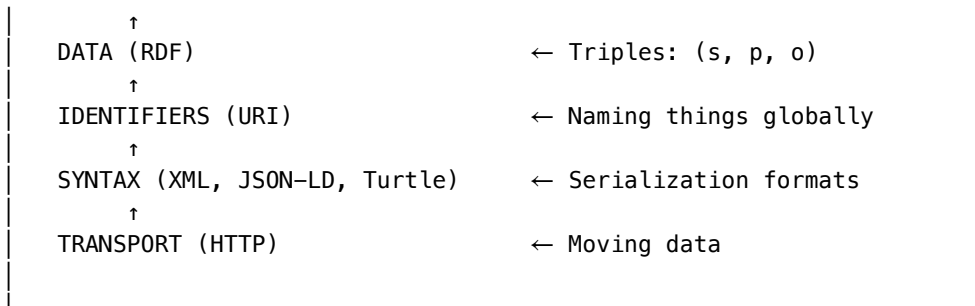 │ ↑
│ DATA (RDF) ← Triples: (s, p, o)
│ ↑
│ IDENTIFIERS (URI) ← Naming things globally
│ ↑
│ SYNTAX (XML, JSON-LD, Turtle) ← Serialization formats
│ ↑
│ TRANSPORT (HTTP) ← Moving data
│
│